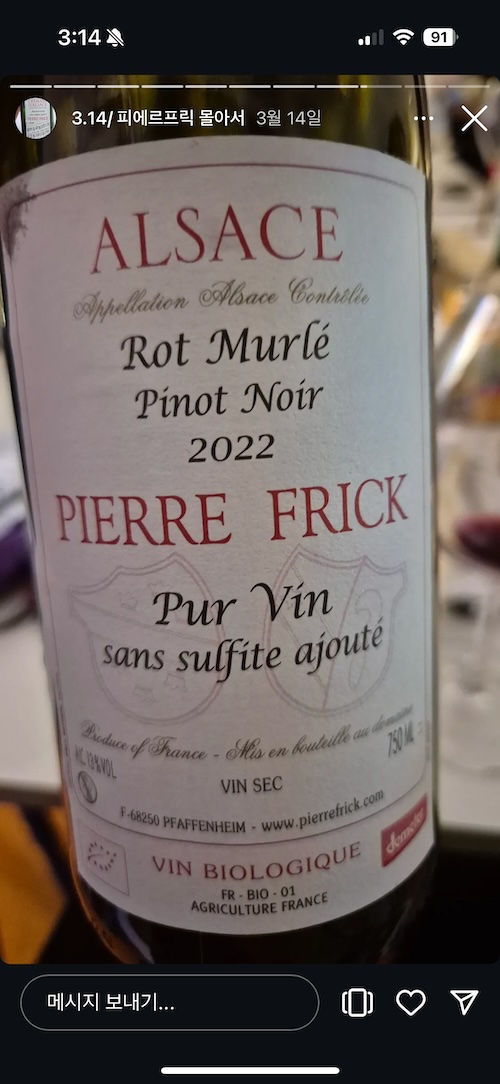 3:14
91
3.14/ 피에르프릭 몰아서 3월 14일
ALSACE
Appellation Alsace Contrôlée
Rot Murlé
Pinot Noir
2022
PIERRE FRICK
Pur Vin
sans sulfite ajouté
Produce of France - Mis en bouteille au domaine
ALC. 13%VOL
750 ML
VIN SEC
F-68250 PFAFFENHEIM - www.pierrefrick.com
demeter
VIN BIOLOGIQUE
FR - BIO - 01
AGRICULTURE FRANCE
메시지 보내기...